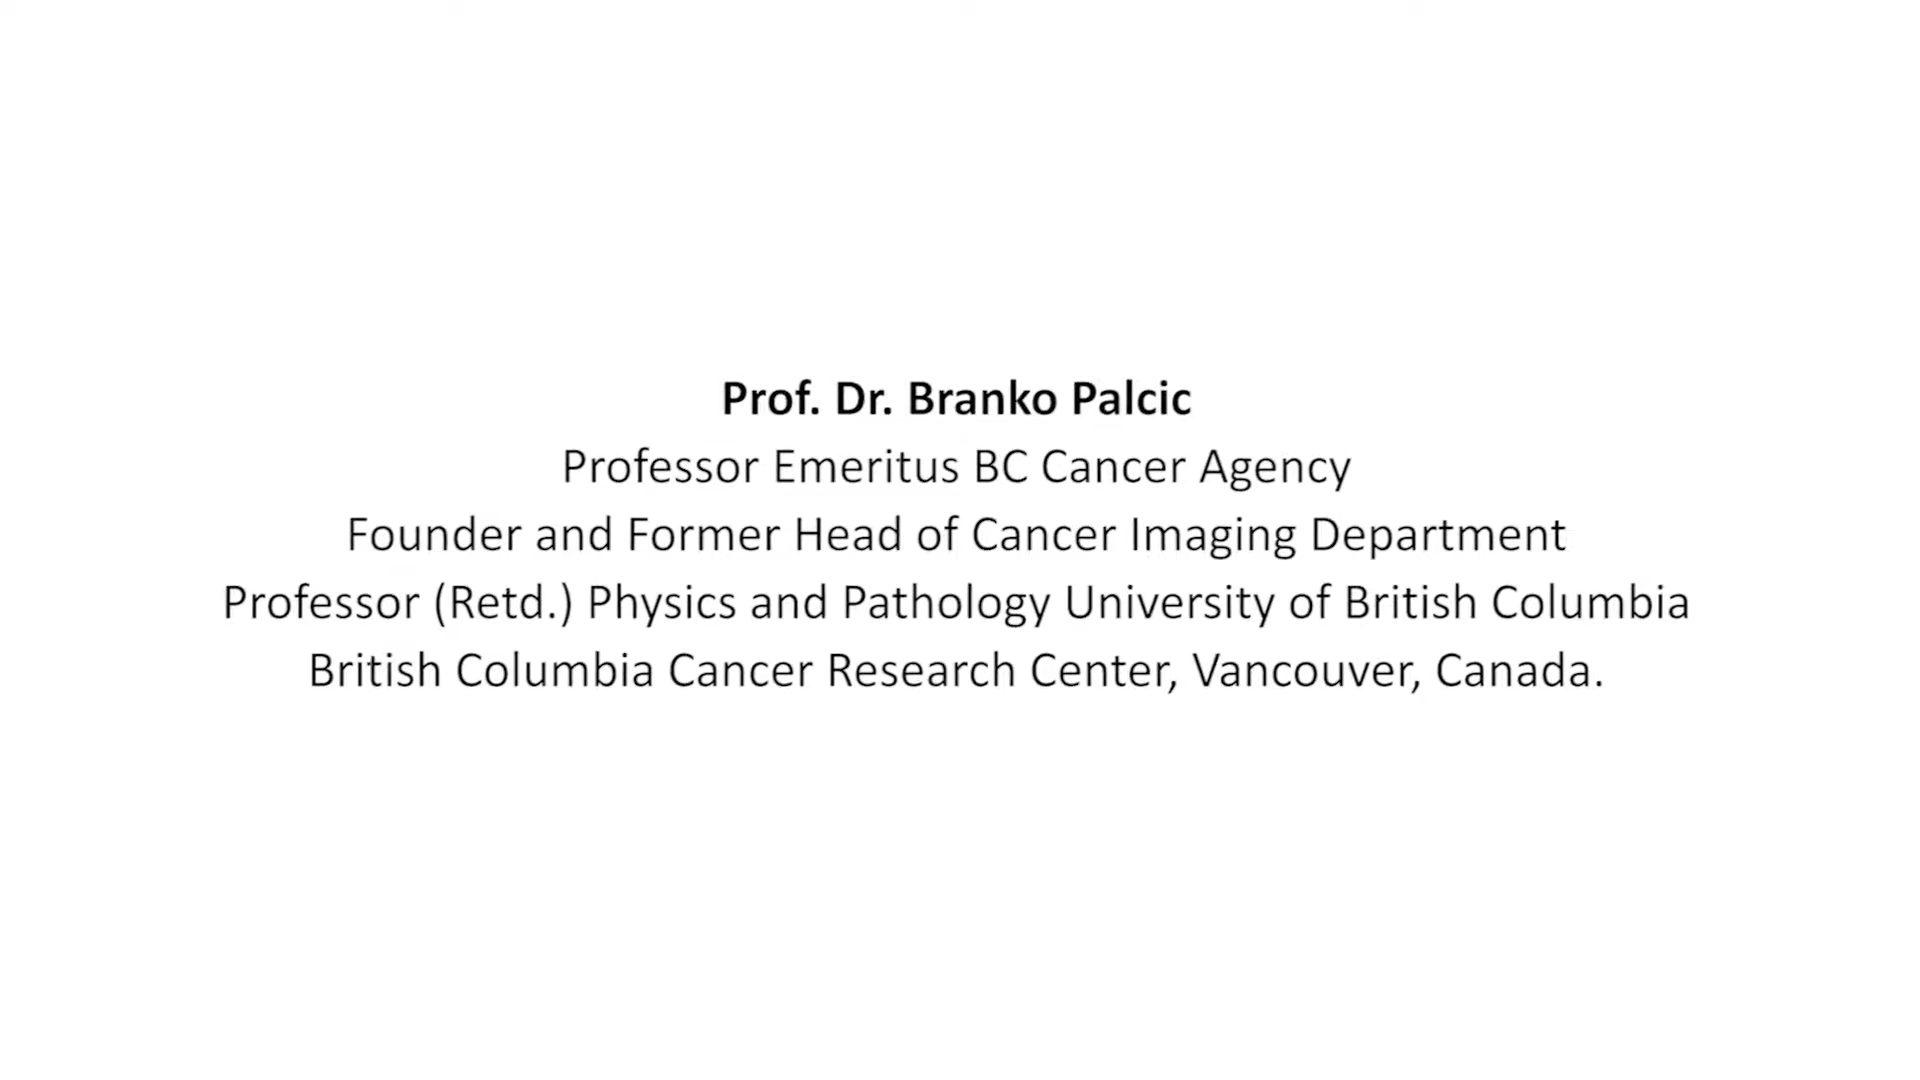 Prof. Dr. Branko Palcic
Professor Emeritus BC Cancer Agency
Founder and Former Head of Cancer Imaging Department
Professor (Retd.) Physics and Pathology University of British Columbia
British Columbia Cancer Research Center, Vancouver, Canada.